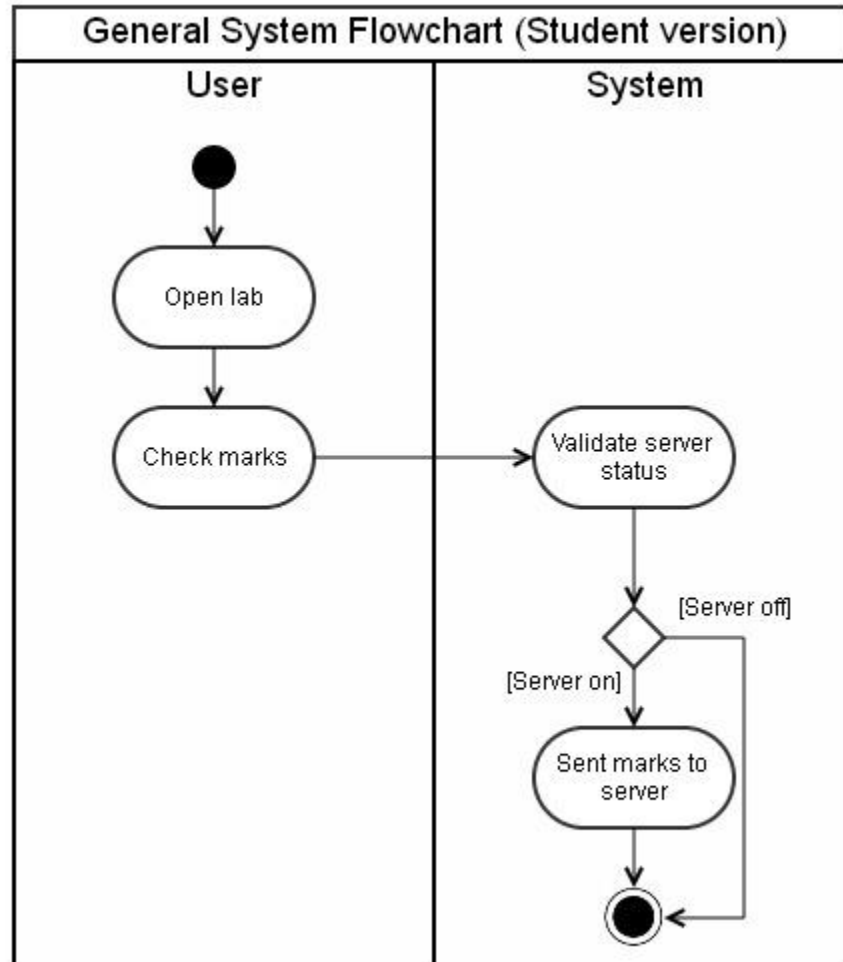 General System Flowchart (Student version)
User
System
Open lab
Check marks
Validate server
status
[Server off]
[Server on]
Sent marks to
server